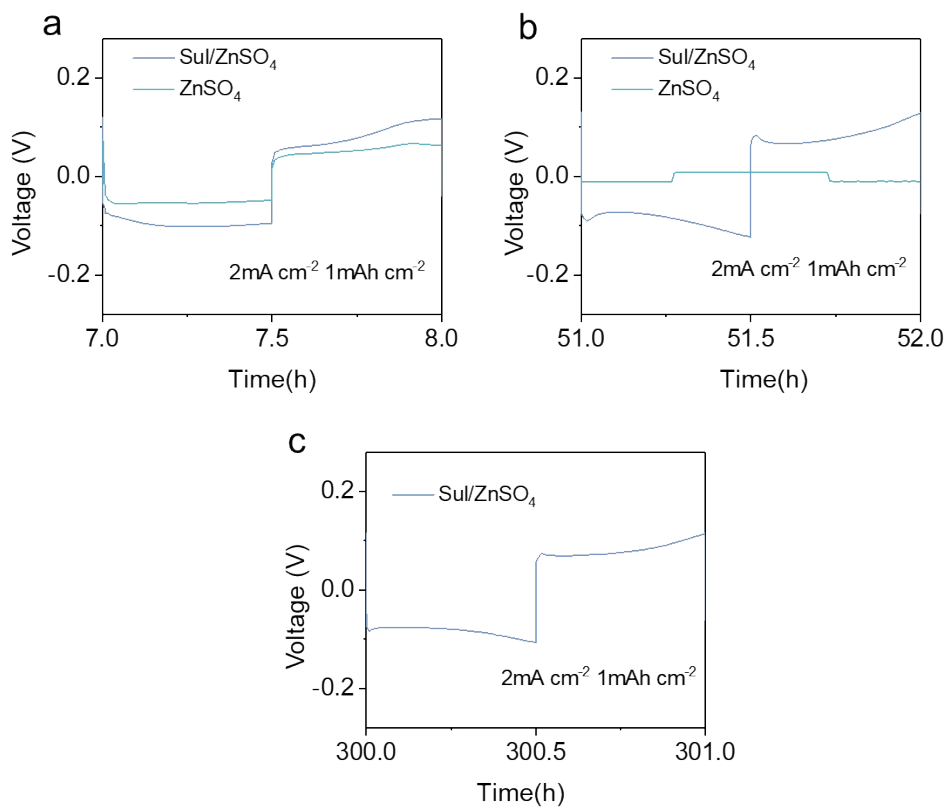 a
Sul/ZnSO₄
ZnSO₄
0.2
0.0
-0.2
Voltage (V)
2mA cm⁻² 1mAh cm⁻²
7.0
7.5
8.0
Time(h)
b
Sul/ZnSO₄
ZnSO₄
0.2
0.0
-0.2
Voltage (V)
2mA cm⁻² 1mAh cm⁻²
51.0
51.5
52.0
Time(h)
c
Sul/ZnSO₄
0.2
0.0
-0.2
Voltage (V)
2mA cm⁻² 1mAh cm⁻²
300.0
300.5
301.0
Time(h)